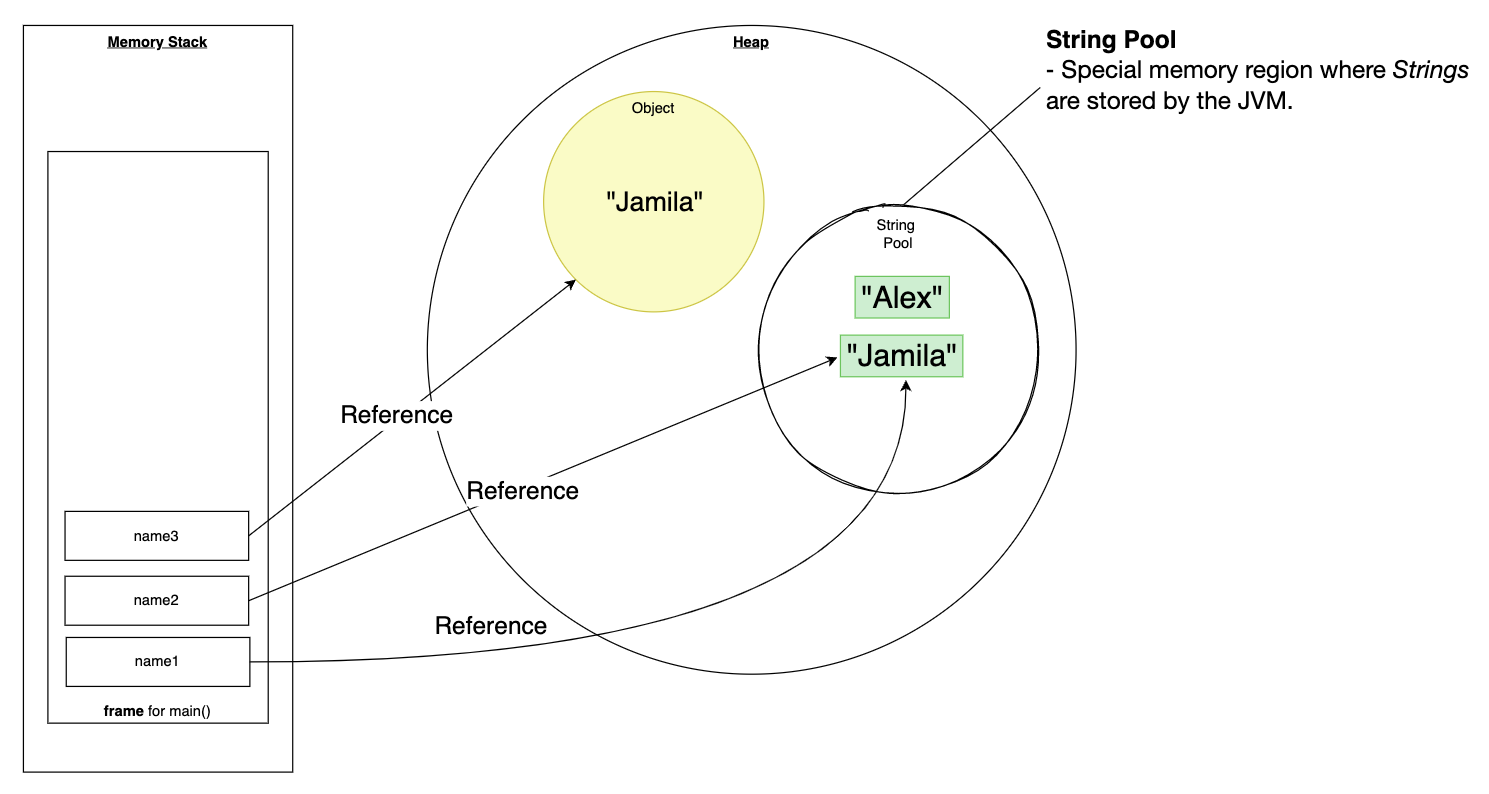 Memory Stack
name3
name2
name1
frame for main()
Reference
Reference
Reference
Heap
Object
"Jamila"
String
Pool
"Alex"
"Jamila"
String Pool
- Special memory region where Strings
are stored by the JVM.